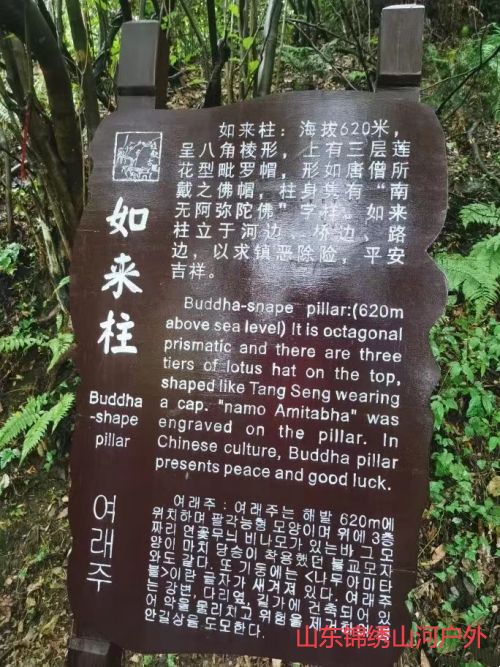 如来柱：海拔620米，
呈八角棱形，上有三层莲
花型毗罗帽，形如唐僧所
戴之佛帽，柱身隽有“南
无阿弥陀佛”字样。如来
柱立于河边、桥边、路
边，以求镇恶除险，平安
吉祥。
如来柱
Buddha-snape pillar:(620m
above sea level) It is octagonal
prismatic and there are three
tiers of lotus hat on the top,
shaped like Tang Seng wearing
a cap. "namo Amitabha" was
engraved on the pillar. In
Chinese culture, Buddha pillar
presents peace and good luck.
Buddha
-shape
pillar
여래주
여래주 : 여래주는 해발 620m에
위치하며 팔각능형 모양이며 위에 3층
짜리 연꽃무늬 비나모가 있는바 그 모
양이 마치 당승이 착용했던 불교모자
와도 같다. 또 기둥에는 <나무아미타
불>이란 글자가 새겨져 있다. 여래주
는 강변, 다리옆, 길가에 건축되어 있
어 악을 물리치고 위험을 제거
안길상을 도모한다.
山东锦绣山河户外